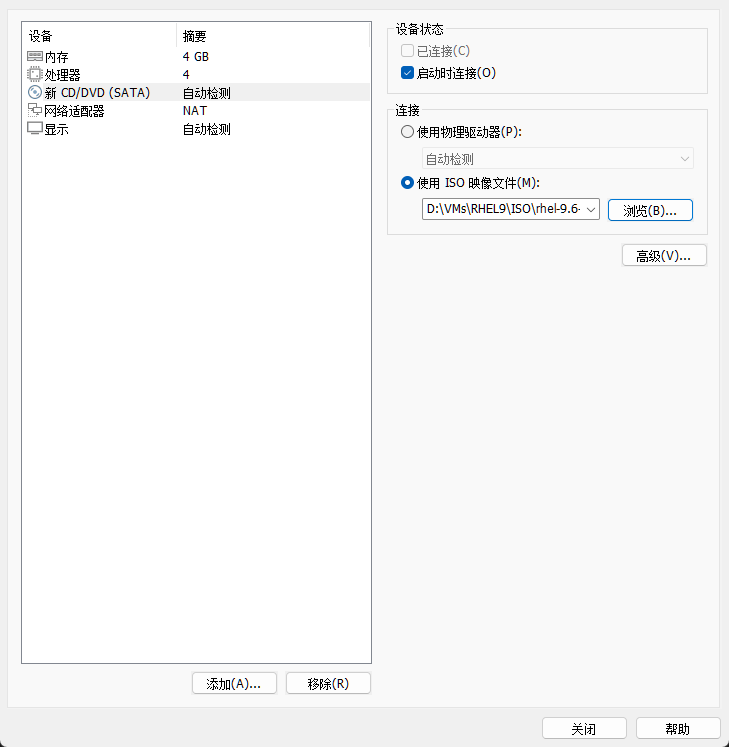 设备 摘要
内存 4 GB
处理器 4
新 CD/DVD (SATA) 自动检测
网络适配器 NAT
显示 自动检测
添加(A)... 移除(R)
设备状态
已连接(C)
启动时连接(O)
连接
使用物理驱动器(P):
自动检测
使用 ISO 映像文件(M):
D:\VMs\RHEL9\ISO\rhel-9.6- 浏览(B)...
高级(V)...
关闭 帮助